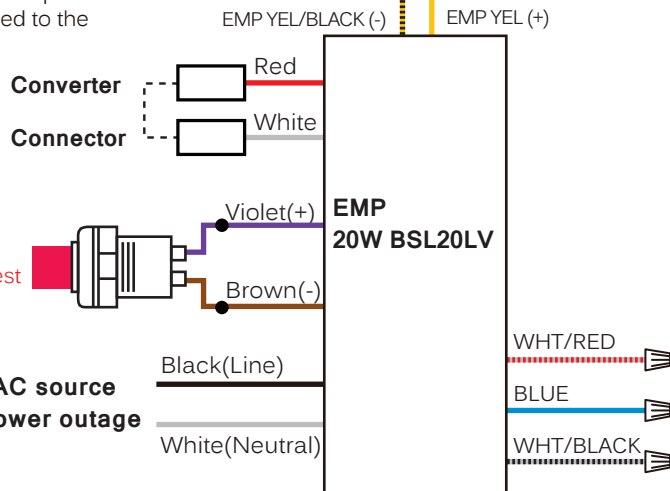 ed to the
EMP YEL/BLACK (-)
EMP YEL (+)
Converter
Red
Connector
White
Violet(+)
EMP
20W BSL20LV
est
Brown(-)
WHT/RED
Black(Line)
AC source
BLUE
ower outage
White(Neutral)
WHT/BLACK